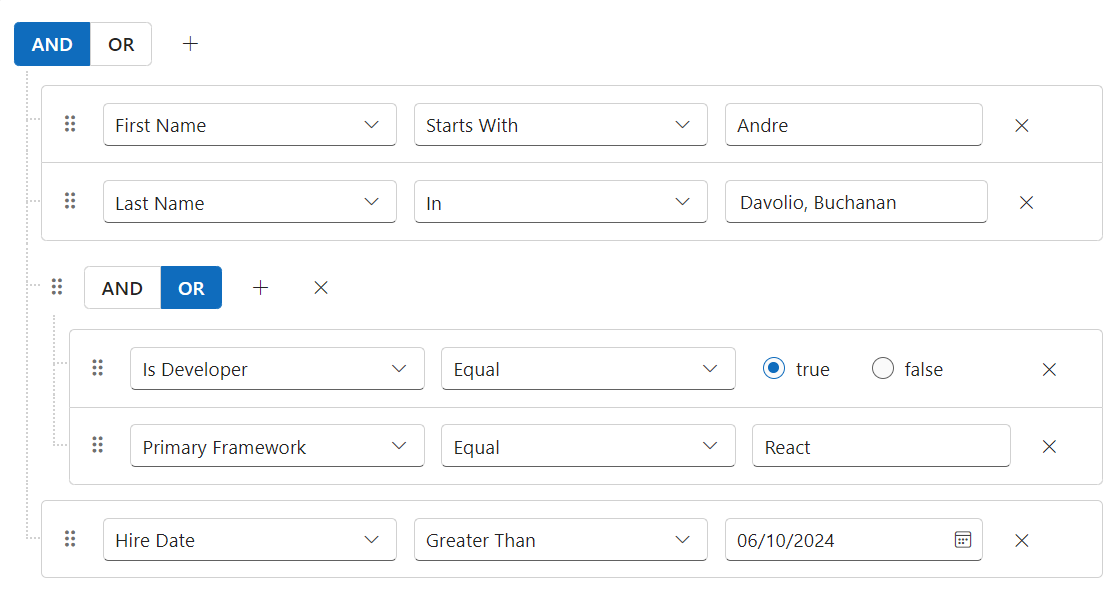 AND OR
First Name Starts With Andre
Last Name In Davolio, Buchanan
AND OR
Is Developer Equal true false
Primary Framework Equal React
Hire Date Greater Than 06/10/2024